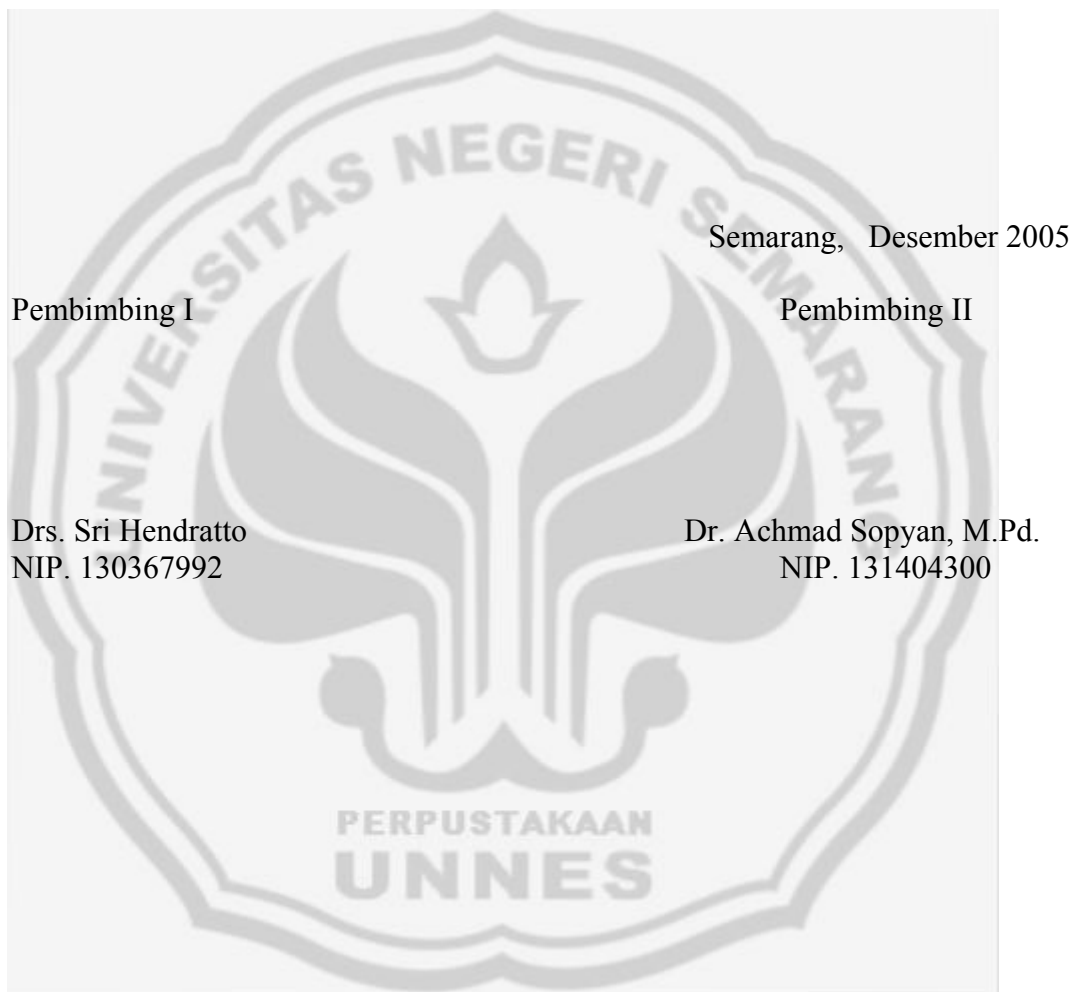 UNIVERSITAS NEGERI SEMARANG
Semarang, Desember 2005
Pembimbing I
Pembimbing II
Drs. Sri Hendratto
Dr. Achmad Sopyan, M.Pd.
NIP. 130367992
NIP. 131404300
PERPUSTAKAAN
UNNES